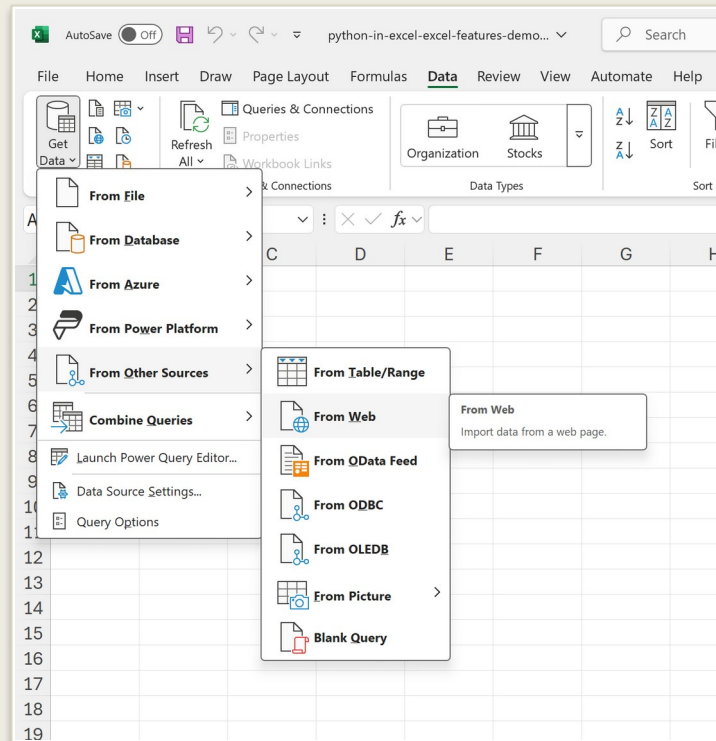 AutoSave Off python-in-excel-excel-features-demo... Search
File Home Insert Draw Page Layout Formulas Data Review View Automate Help
Get Data
Refresh All
Queries & Connections
Properties
Workbook Links
& Connections
Organization Stocks
Data Types
Sort
Sort
fx
C D E F G
From File
From Database
From Azure
From Power Platform
From Other Sources
Combine Queries
Launch Power Query Editor...
Data Source Settings...
Query Options
From Table/Range
From Web
From OData Feed
From ODBC
From OLEDB
From Picture
Blank Query
From Web
Import data from a web page.
1
2
3
4
5
6
7
8
9
12
13
14
15
16
17
18
19